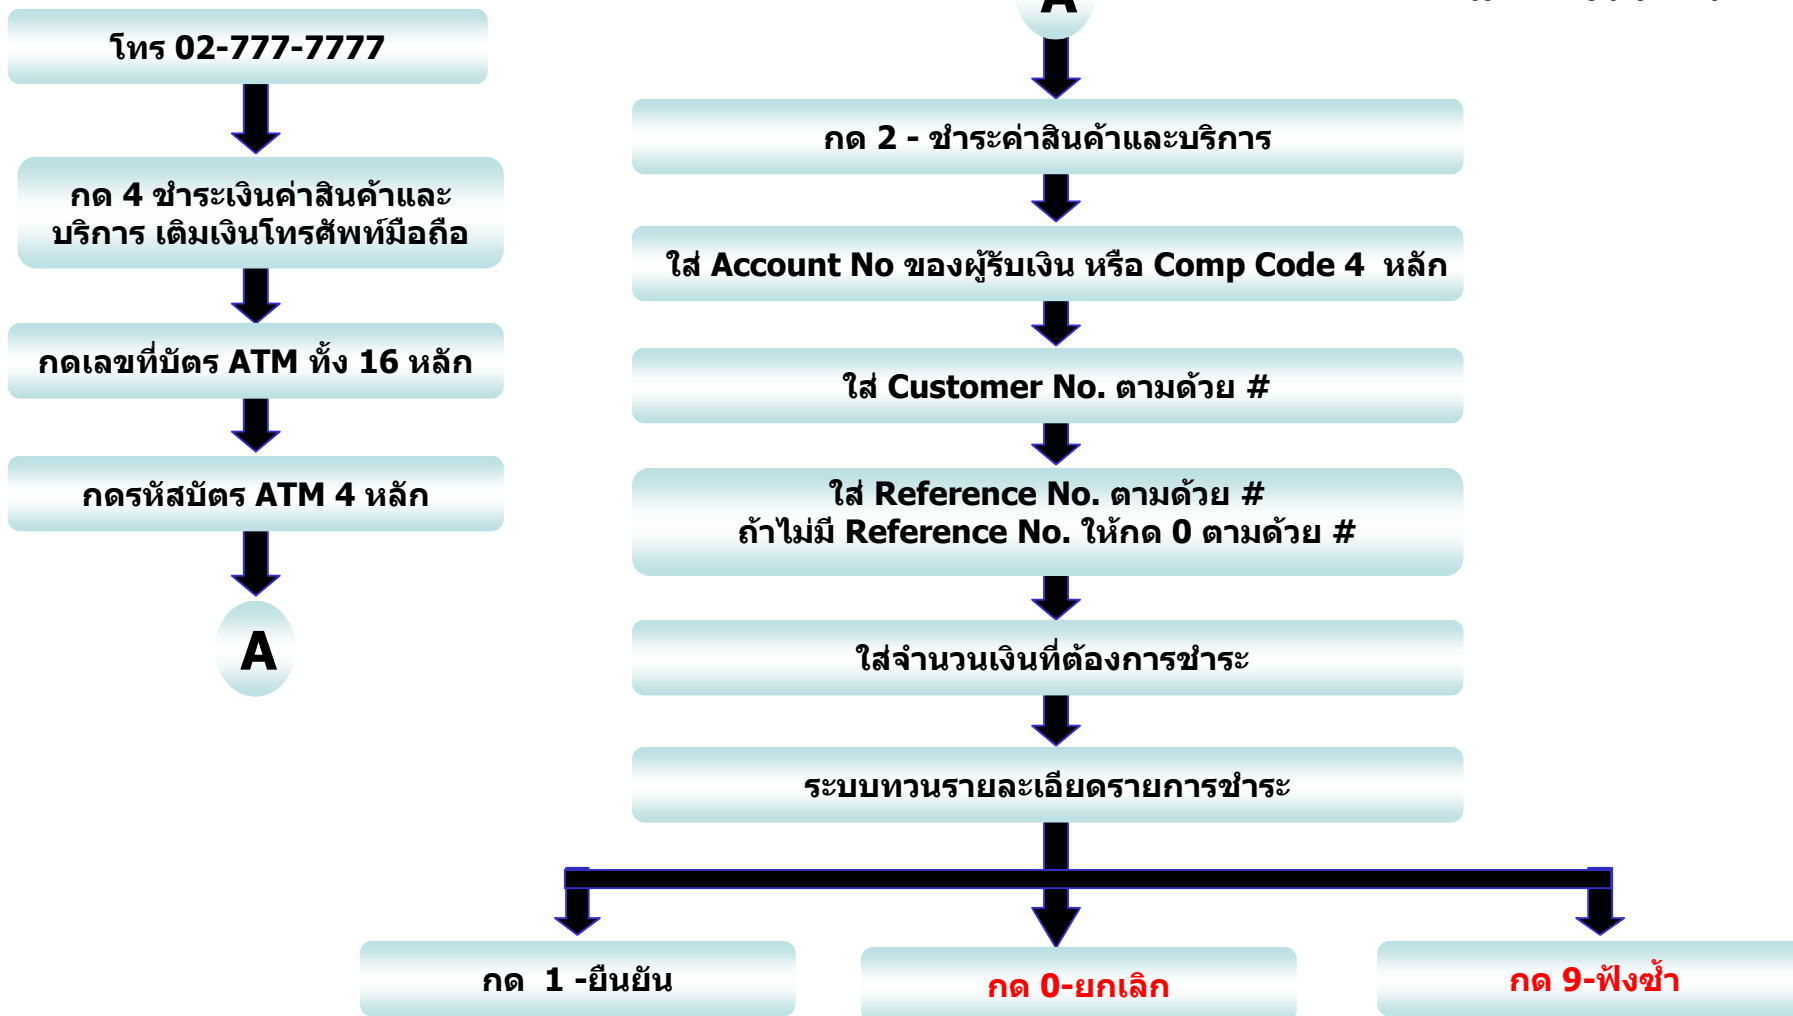 โทร 02-777-7777
กด 4 ชำระเงินค่าสินค้าและ
บริการ เติมเงินโทรศัพท์มือถือ
กดเลขที่บัตร ATM ทั้ง 16 หลัก
กดรหัสบัตร ATM 4 หลัก
A
A
กด 2 - ชำระค่าสินค้าและบริการ
ใส่ Account No ของผู้รับเงิน หรือ Comp Code 4 หลัก
ใส่ Customer No. ตามด้วย #
ใส่ Reference No. ตามด้วย #
ถ้าไม่มี Reference No. ให้กด 0 ตามด้วย #
ใส่จำนวนเงินที่ต้องการชำระ
ระบบทวนรายละเอียดรายการชำระ
กด 1 -ยืนยัน
กด 0-ยกเลิก
กด 9-ฟังซ้ำ